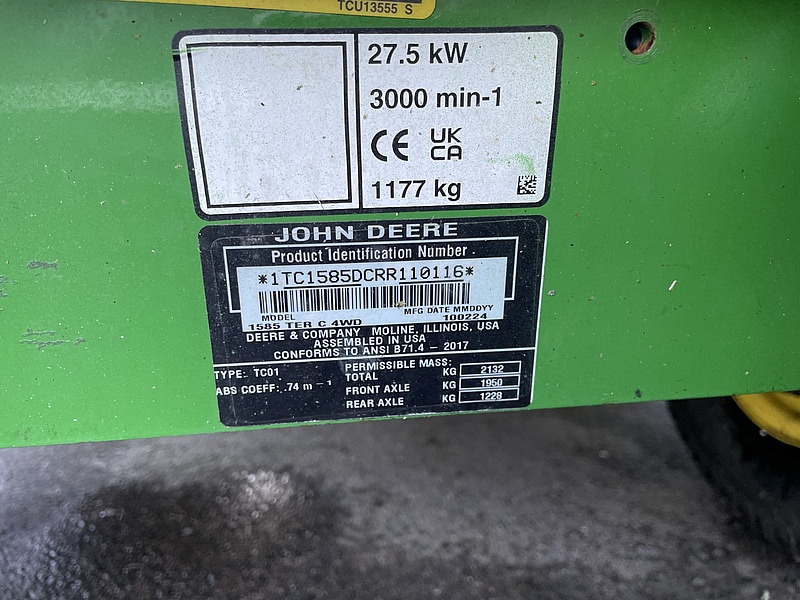 TCU13555 S
27.5 kW
3000 min-1
CE UK CA
1177 kg
JOHN DEERE
Product Identification Number
*1TC1585DCRR110116*
MODEL MFG DATE MMDDYY
1585 TER C 4WD 100224
DEERE & COMPANY MOLINE, ILLINOIS, USA
ASSEMBLED IN USA
CONFORMS TO ANSI B71.4 - 2017
TYPE: TC01
ABS COEFF: .74 m -1
PERMISSIBLE MASS:
TOTAL KG 2132
FRONT AXLE KG 1950
REAR AXLE KG 1228